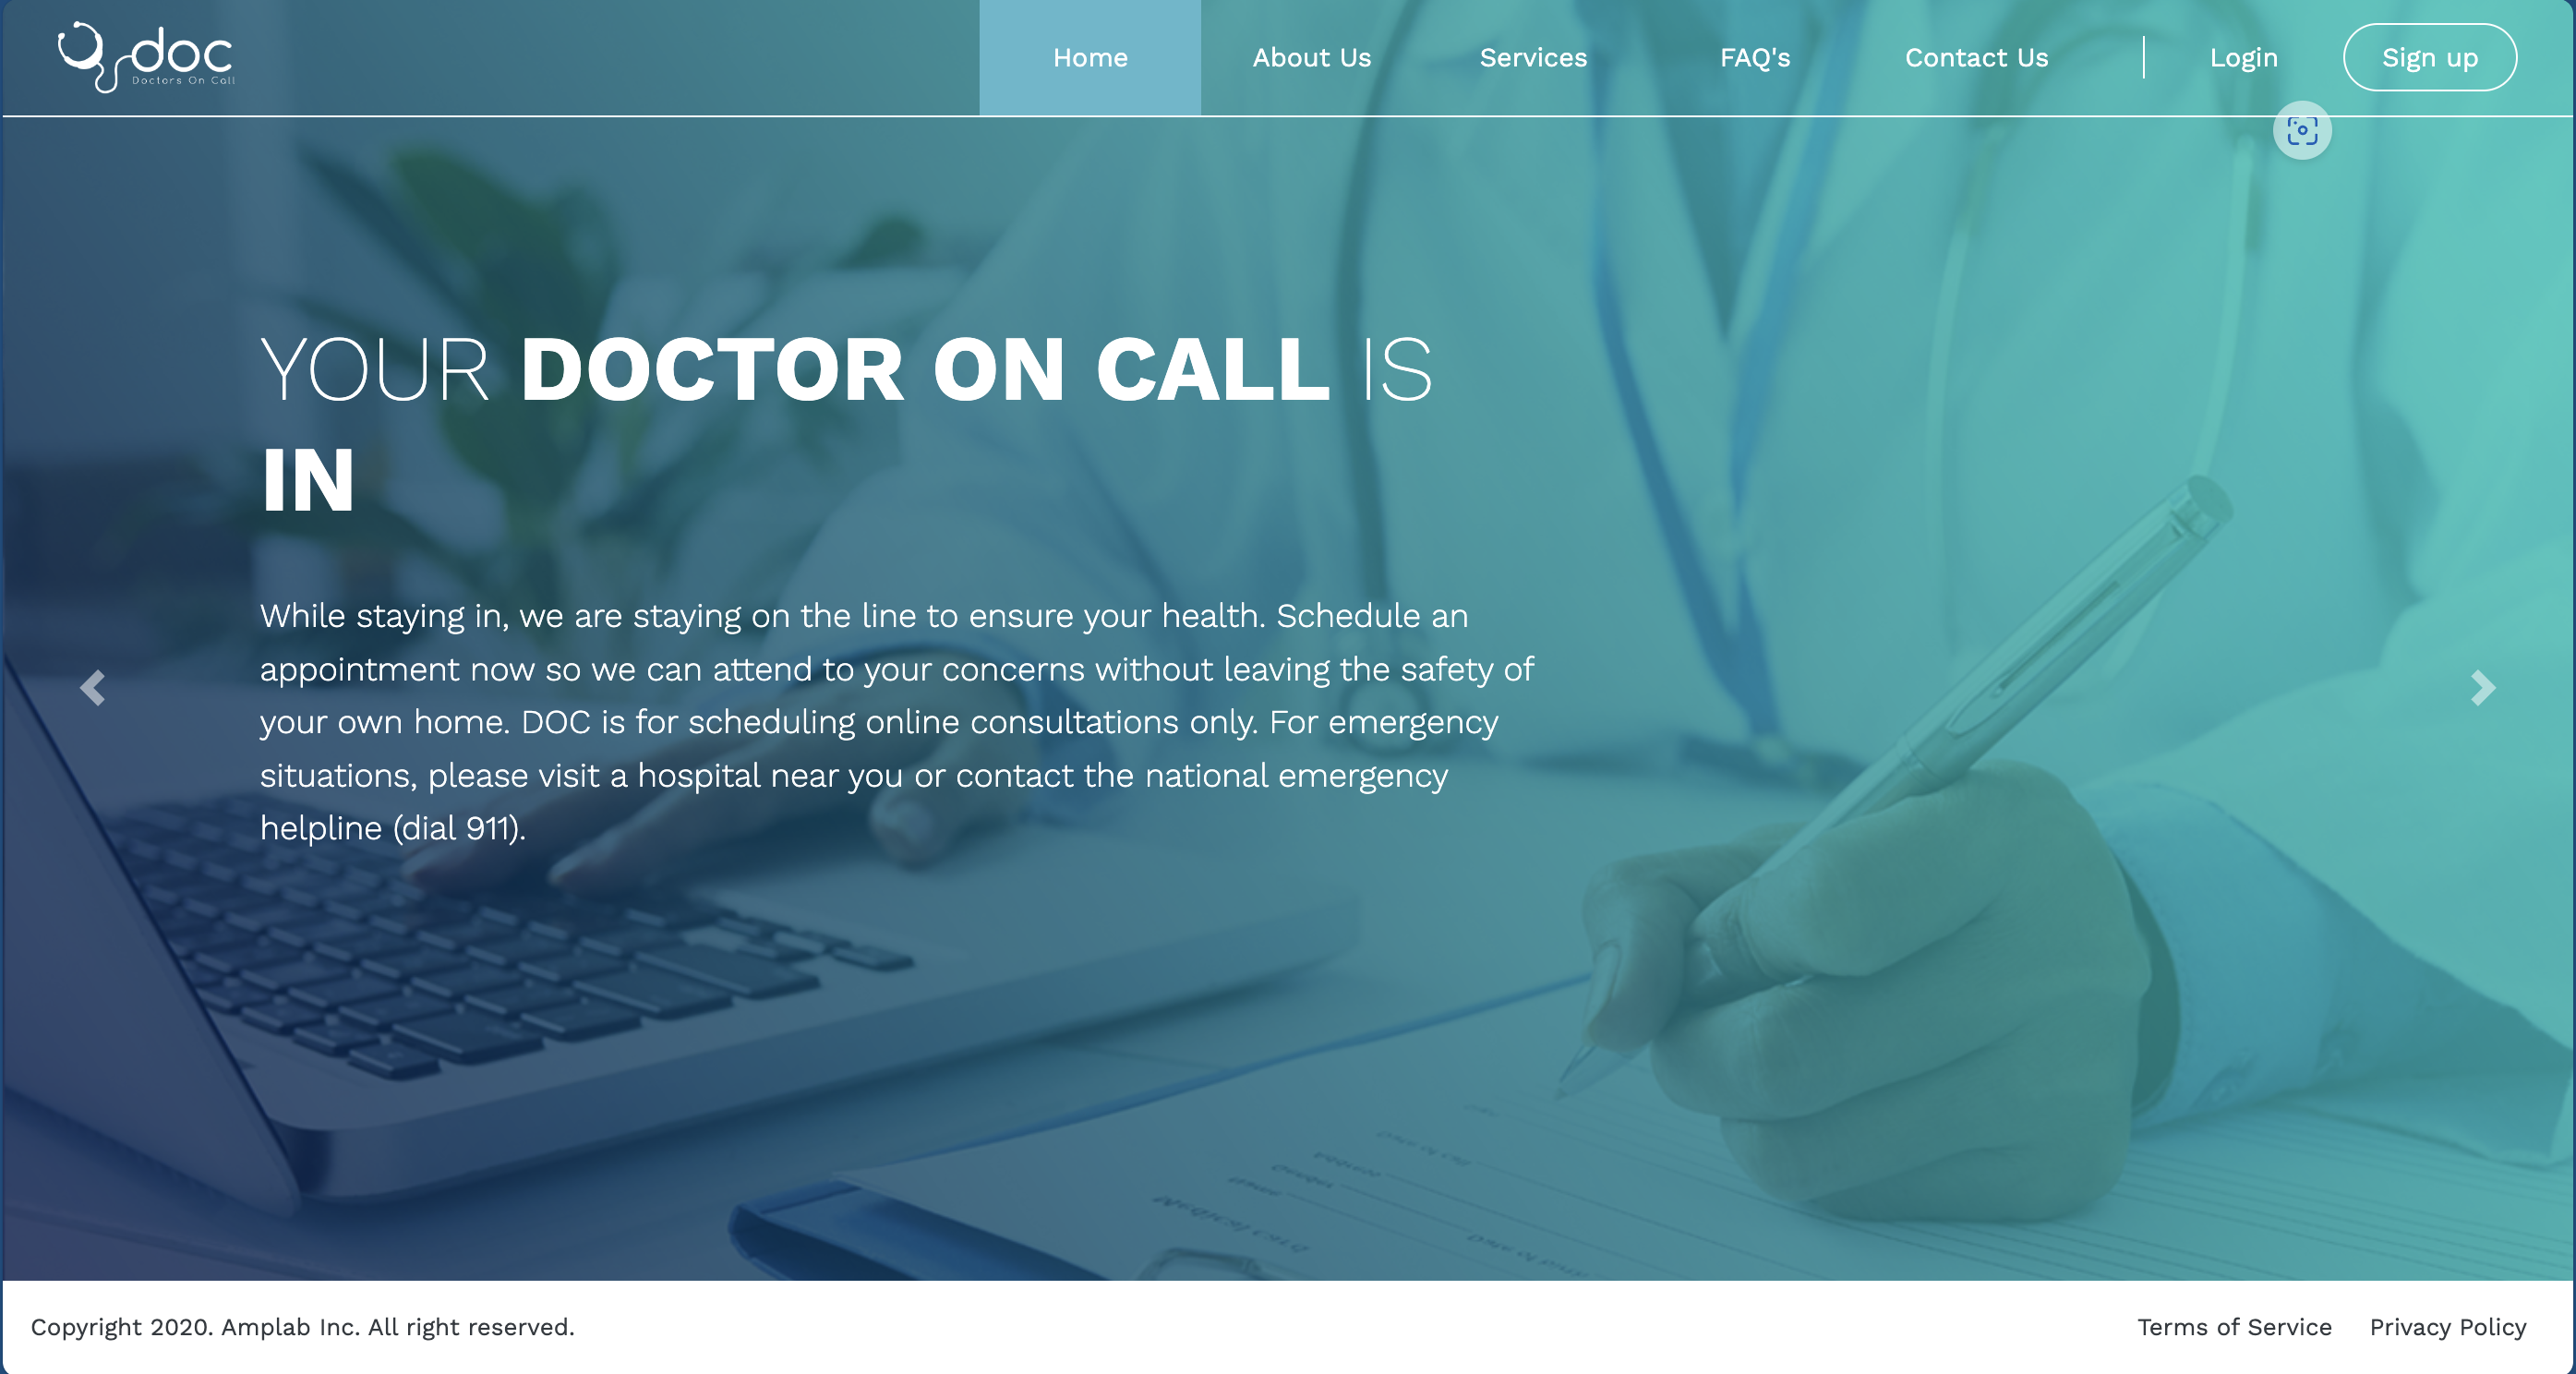 doc
Doctors On Call
Home
About Us
Services
FAQ's
Contact Us
Login
Sign up
YOUR DOCTOR ON CALL IS
IN
While staying in, we are staying on the line to ensure your health. Schedule an
appointment now so we can attend to your concerns without leaving the safety of
your own home. DOC is for scheduling online consultations only. For emergency
situations, please visit a hospital near you or contact the national emergency
helpline (dial 911).
Copyright 2020. Amplab Inc. All right reserved.
Terms of Service
Privacy Policy